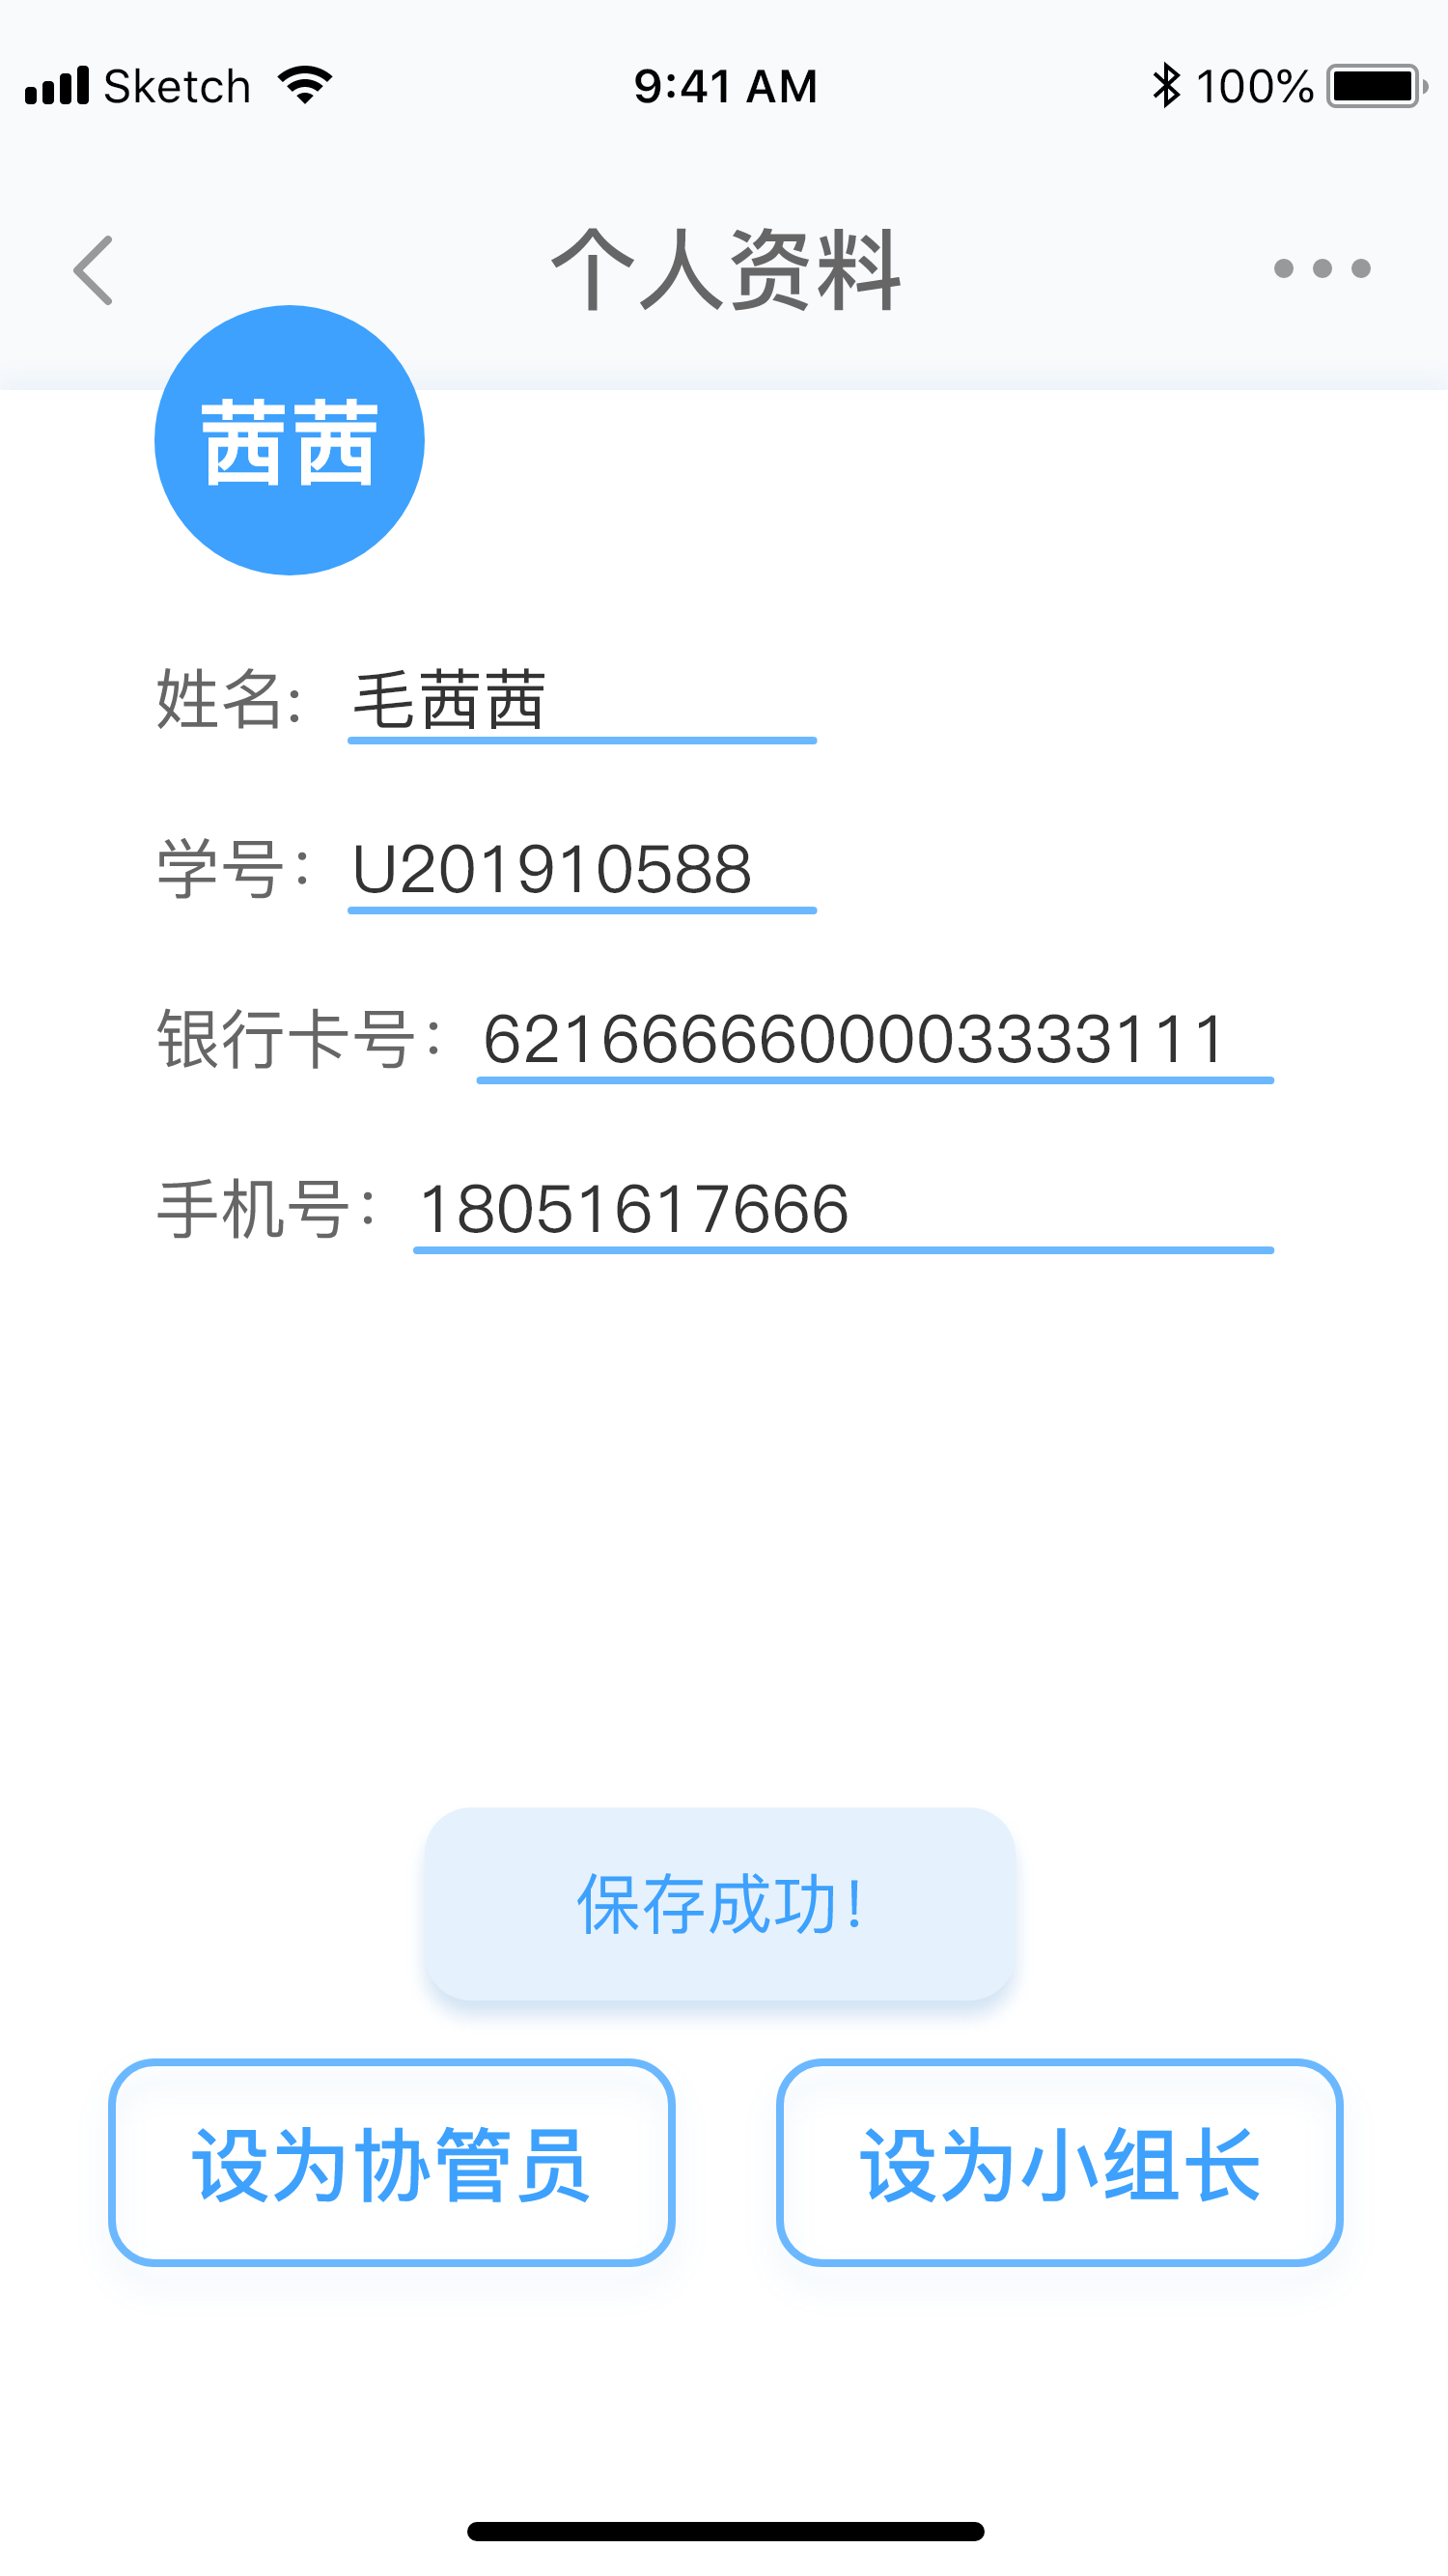 Sketch 9:41 AM 100%
个人资料
茜茜
姓名: 毛茜茜
学号: U201910588
银行卡号: 6216666600003333111
手机号: 18051617666
保存成功!
设为协管员 设为小组长